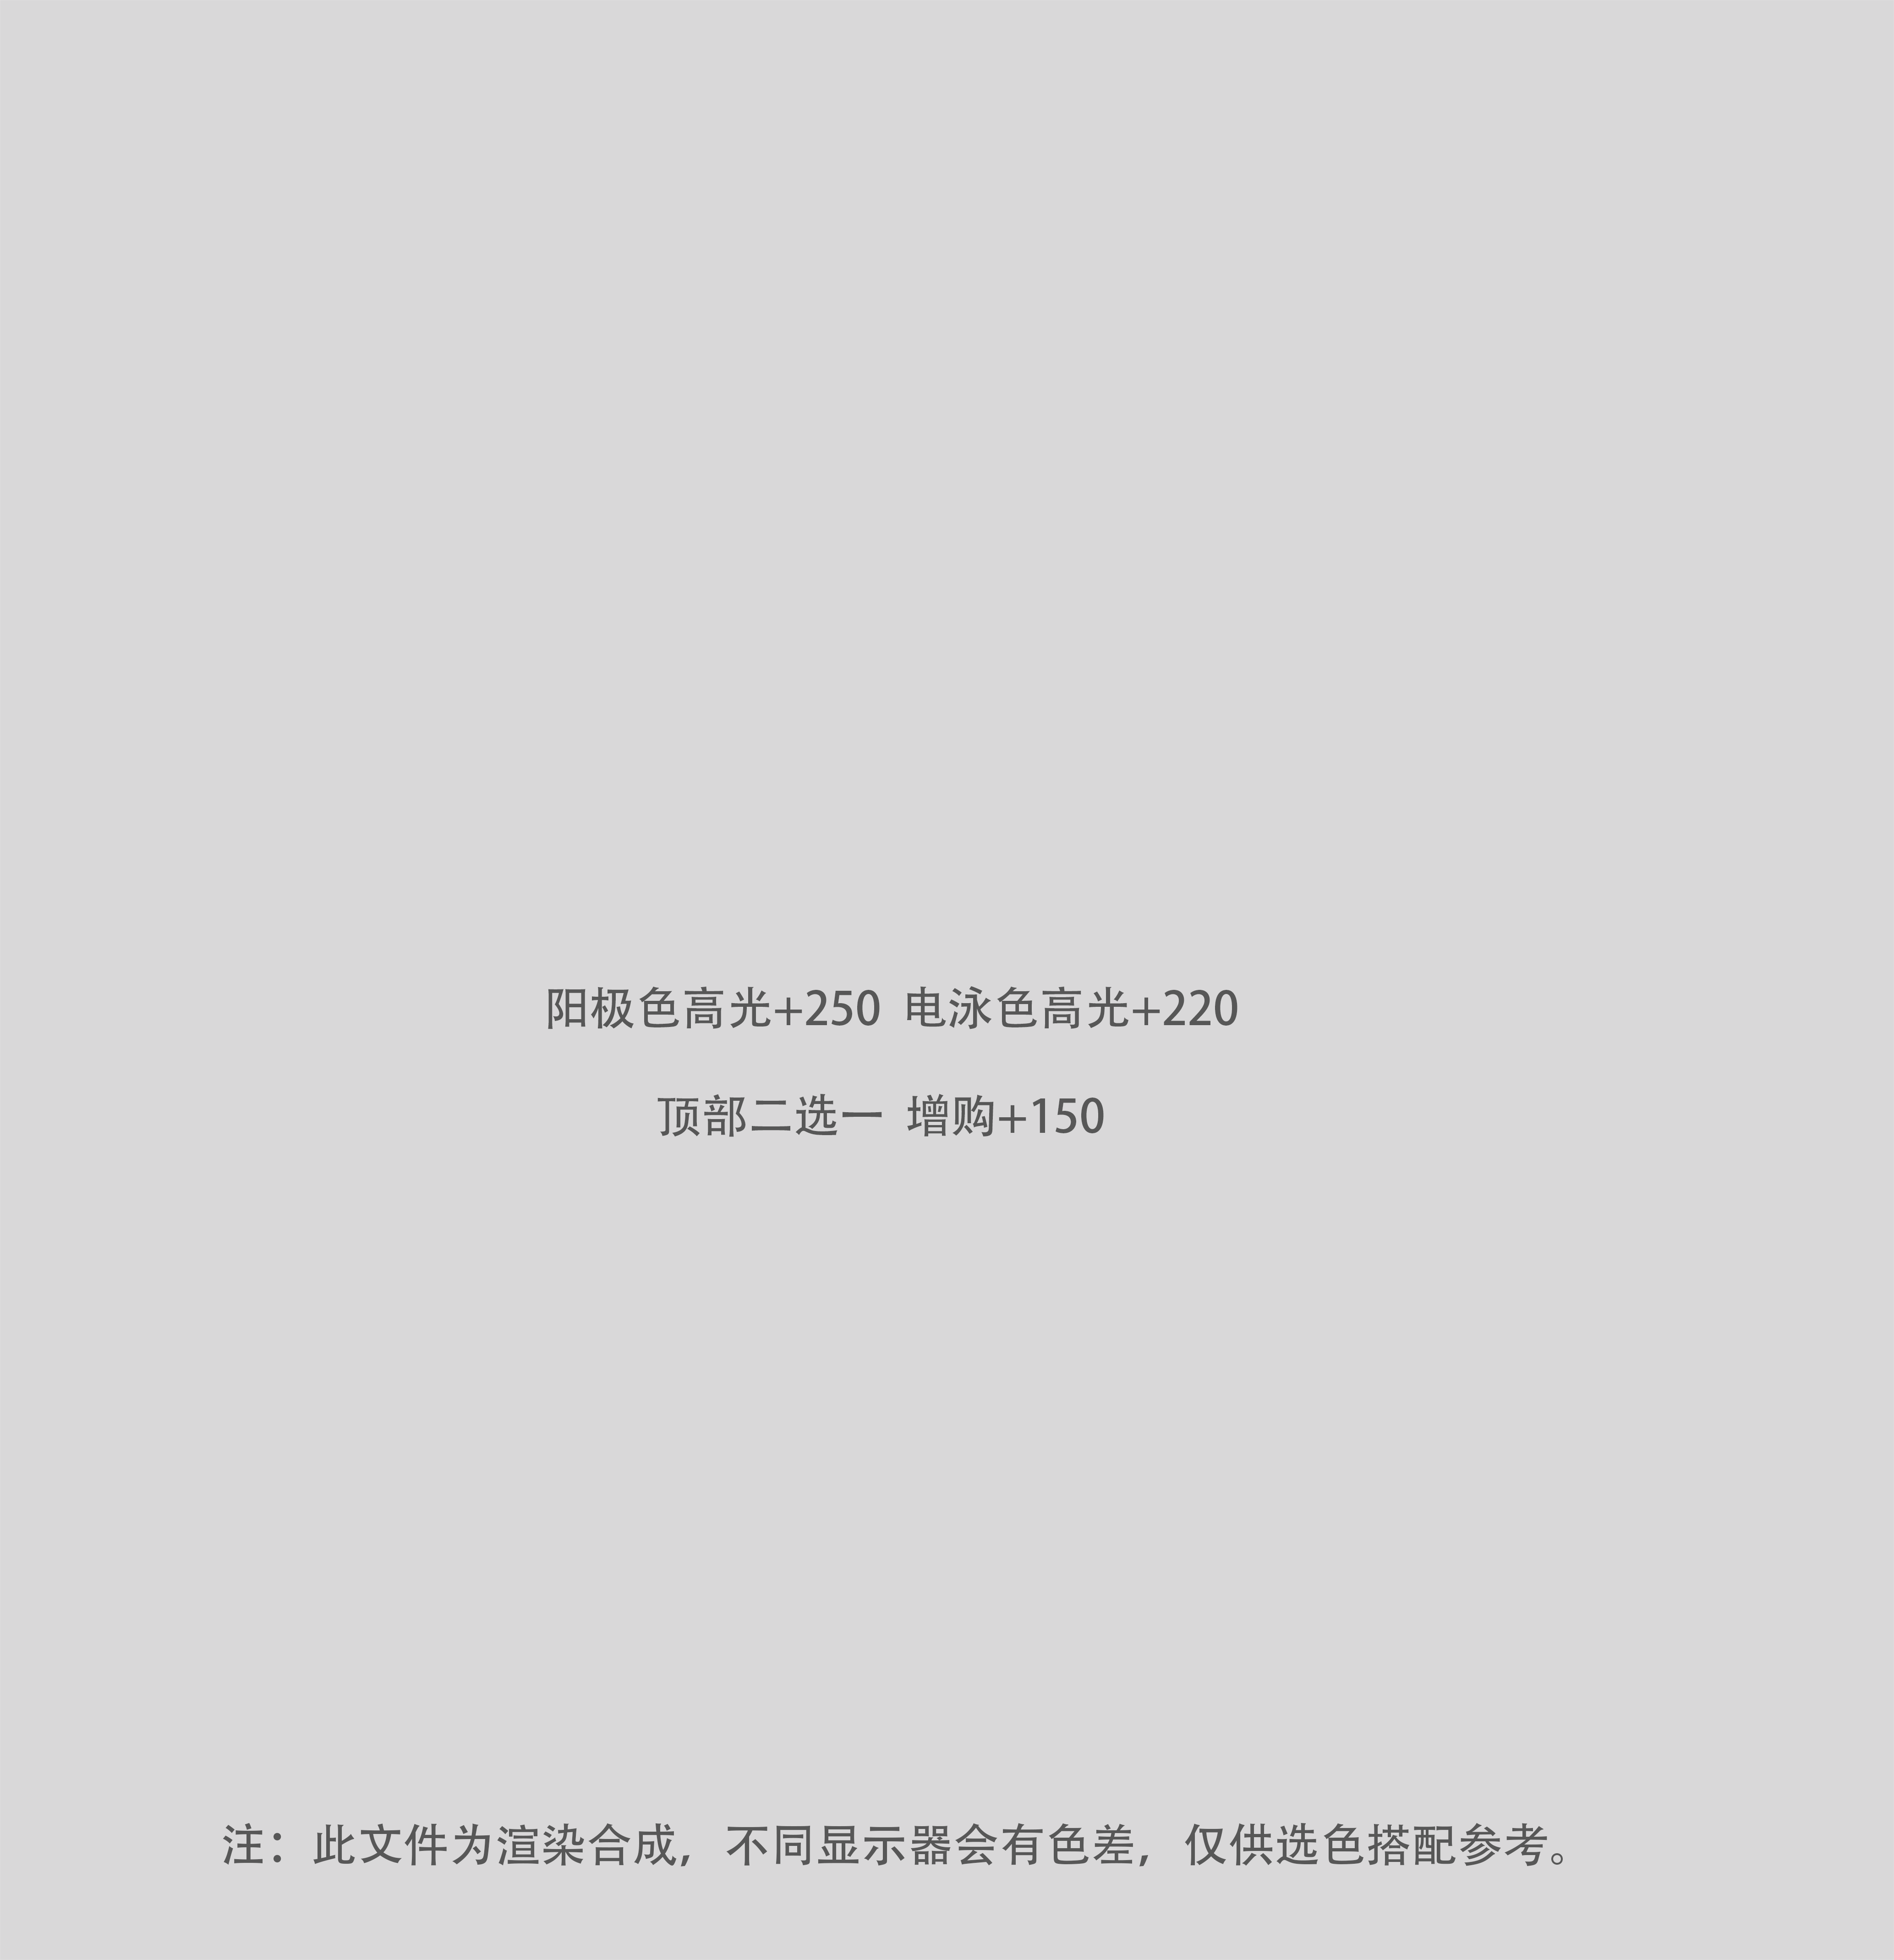 阳极色高光+250 电泳色高光+220
顶部二选一 增购+150
注：此文件为渲染合成，不同显示器会有色差，仅供选色搭配参考。